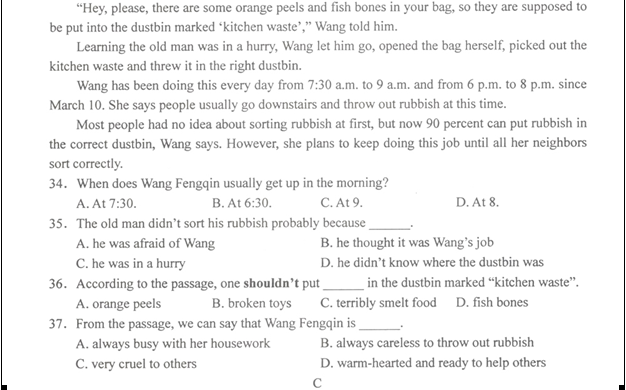 “Hey, please, there are some orange peels and fish bones in your bag, so they are supposed to
be put into the dustbin marked ‘kitchen waste’,” Wang told him.
Learning the old man was in a hurry, Wang let him go, opened the bag herself, picked out the
kitchen waste and threw it in the right dustbin.
Wang has been doing this every day from 7:30 a.m. to 9 a.m. and from 6 p.m. to 8 p.m. since
March 10. She says people usually go downstairs and throw out rubbish at this time.
Most people had no idea about sorting rubbish at first, but now 90 percent can put rubbish in
the correct dustbin, Wang says. However, she plans to keep doing this job until all her neighbors
sort correctly.
34. When does Wang Fengqin usually get up in the morning?
A. At 7:30. B. At 6:30. C. At 9. D. At 8.
35. The old man didn’t sort his rubbish probably because ______.
A. he was afraid of Wang B. he thought it was Wang’s job
C. he was in a hurry D. he didn’t know where the dustbin was
36. According to the passage, one shouldn’t put ______ in the dustbin marked “kitchen waste”.
A. orange peels B. broken toys C. terribly smelt food D. fish bones
37. From the passage, we can say that Wang Fengqin is ______.
A. always busy with her housework B. always careless to throw out rubbish
C. very cruel to others D. warm-hearted and ready to help others
C